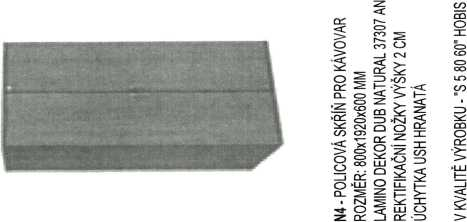 N4 - POLICOVÁ SKŘÍŇ PRO KÁVOVAR
ROZMĚR: 800x1920x600 MM
LAMINO DEKOR DUB NATURAL 37307 AN
REKTIFIKAČNÍ NOŽKY VÝŠKY 2 CM
ÚCHYTKA USH HRANATÁ
V KVALITĚ VÝROBKU - "S 5 80 60" HOBIS